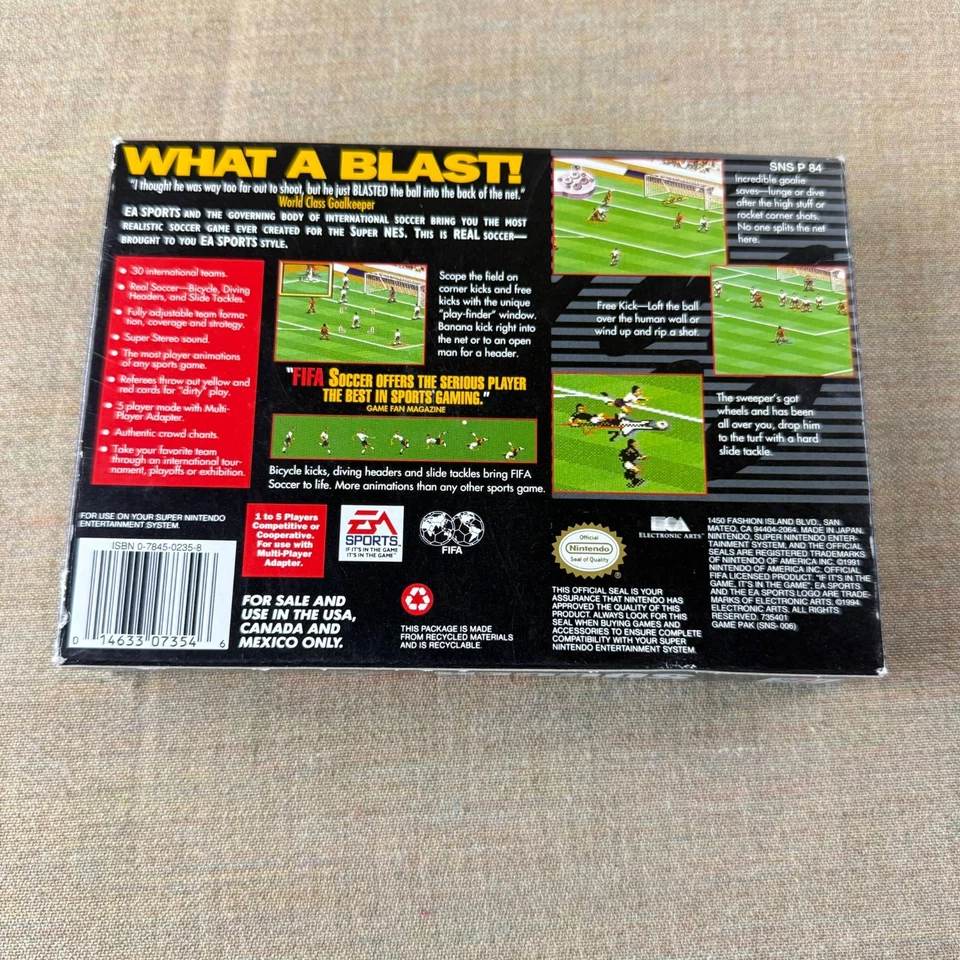 WHAT A BLAST!
"I thought he was way too far out to shoot, but he just BLASTED the ball into the back of the net."
World Class Goalkeeper
EA SPORTS AND THE GOVERNING BODY OF INTERNATIONAL SOCCER BRING YOU THE MOST
REALISTIC SOCCER GAME EVER CREATED FOR THE SUPER NES. THIS IS REAL SOCCER—
BROUGHT TO YOU EA SPORTS STYLE.
• 30 international teams.
• Real Soccer—Bicycle, Diving
Headers, and Slide Tackles.
• Fully adjustable team forma-
tion, coverage and strategy.
• Super Stereo sound.
• The most player animations
of any sports game.
• Referees throw out yellow and
red cards for "dirty" play.
• 5 player mode with Multi-
Player Adapter.
• Authentic crowd chants.
• Take your favorite team
through an international tour-
nament, playoffs or exhibition.
Scope the field on
corner kicks and free
kicks with the unique
"play-finder" window.
Banana kick right into
the net or to an open
man for a header.
"FIFA SOCCER OFFERS THE SERIOUS PLAYER
THE BEST IN SPORTS GAMING."
GAME FAN MAGAZINE
Bicycle kicks, diving headers and slide tackles bring FIFA
Soccer to life. More animations than any other sports game.
SNS P 84
Incredible goalie
saves—lunge or dive
after the high stuff or
rocket corner shots.
No one splits the net
here.
Free Kick—Loft the ball
over the human wall or
wind up and rip a shot.
The sweeper's got
wheels and has been
all over you, drop him
to the turf with a hard
slide tackle.
FOR USE ON YOUR SUPER NINTENDO
ENTERTAINMENT SYSTEM.
ISBN 0-7845-0235-8
0 14633 07354 6
1 to 5 Players
Competitive or
Cooperative.
For use with
Multi-Player
Adapter.
EA
SPORTS
IF IT'S IN THE GAME
IT'S IN THE GAME™
FIFA
FOR SALE AND
USE IN THE USA,
CANADA AND
MEXICO ONLY.
THIS PACKAGE IS MADE
FROM RECYCLED MATERIALS
AND IS RECYCLABLE.
Official
Nintendo
Seal of Quality
®
THIS OFFICIAL SEAL IS YOUR
ASSURANCE THAT NINTENDO HAS
APPROVED THE QUALITY OF THIS
PRODUCT. ALWAYS LOOK FOR THIS
SEAL WHEN BUYING GAMES AND
ACCESSORIES TO ENSURE COMPLETE
COMPATIBILITY WITH YOUR SUPER
NINTENDO ENTERTAINMENT SYSTEM.
ELECTRONIC ARTS®
1450 FASHION ISLAND BLVD., SAN
MATEO, CA 94404-2064. MADE IN JAPAN.
NINTENDO, SUPER NINTENDO ENTER-
TAINMENT SYSTEM, AND THE OFFICIAL
SEALS ARE REGISTERED TRADEMARKS
OF NINTENDO OF AMERICA INC. ©1991
NINTENDO OF AMERICA INC. OFFICIAL
FIFA LICENSED PRODUCT. "IF IT'S IN THE
GAME, IT'S IN THE GAME", EA SPORTS
AND THE EA SPORTS LOGO ARE TRADE-
MARKS OF ELECTRONIC ARTS. ©1994
ELECTRONIC ARTS. ALL RIGHTS
RESERVED. 735401
GAME PAK (SNS- 006)